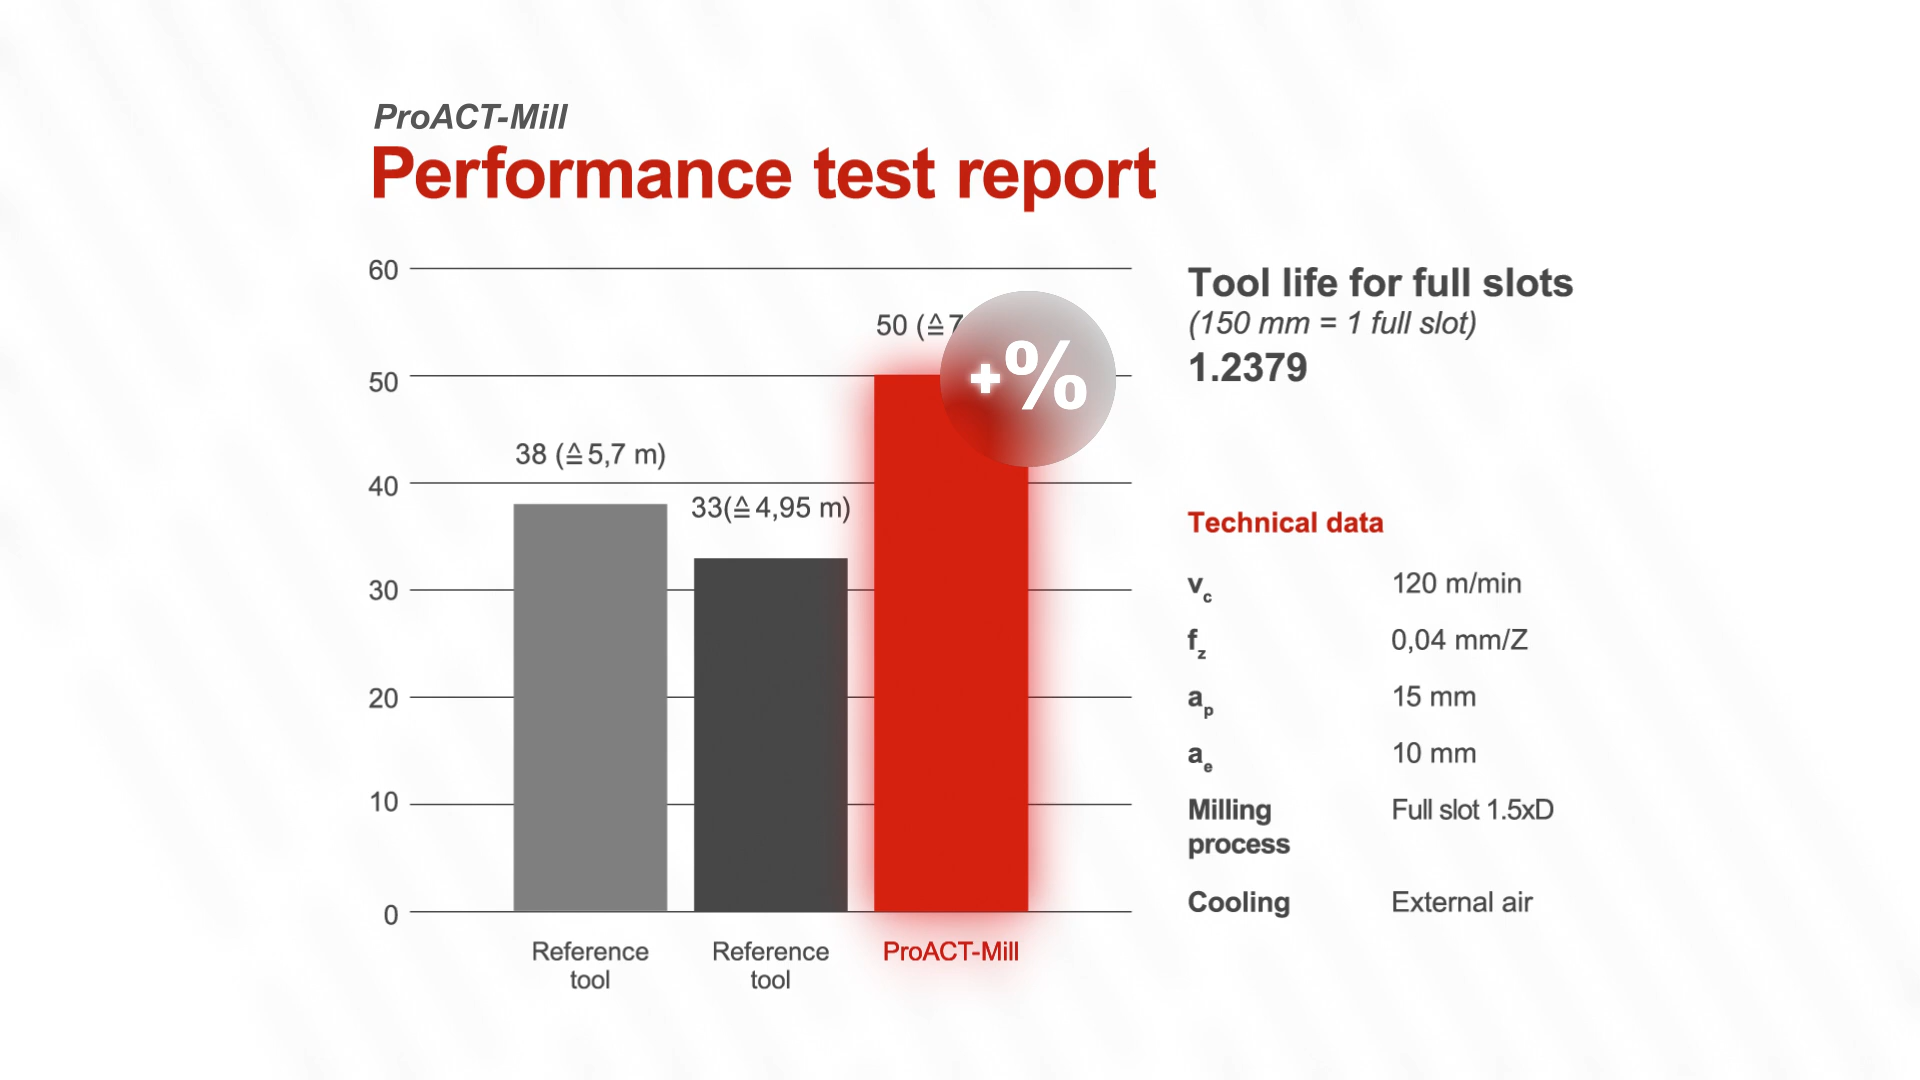 ProACT-Mill
Performance test report
60
50
40
30
20
10
0
38 (≙ 5,7 m)
33(≙ 4,95 m)
50 (≙ 7
+%
Reference
tool
Reference
tool
ProACT-Mill
Tool life for full slots
(150 mm = 1 full slot)
1.2379
Technical data
vc 120 m/min
fz 0,04 mm/Z
ap 15 mm
ae 10 mm
Milling Full slot 1.5xD
process
Cooling External air